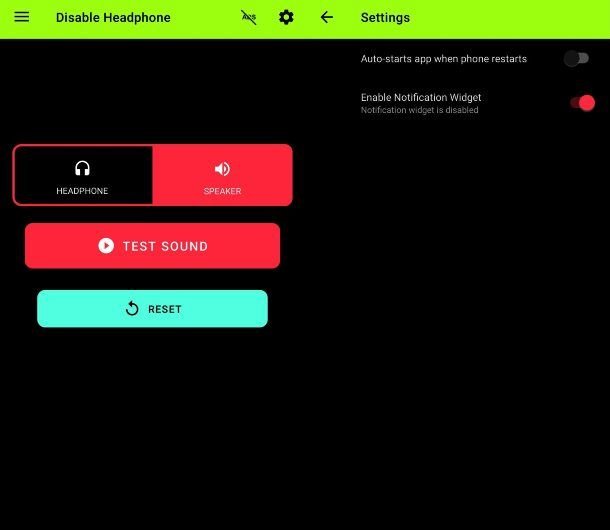 Disable Headphone
ADS
HEADPHONE
SPEAKER
TEST SOUND
RESET
Settings
Auto-starts app when phone restarts
Enable Notification Widget
Notification widget is disabled